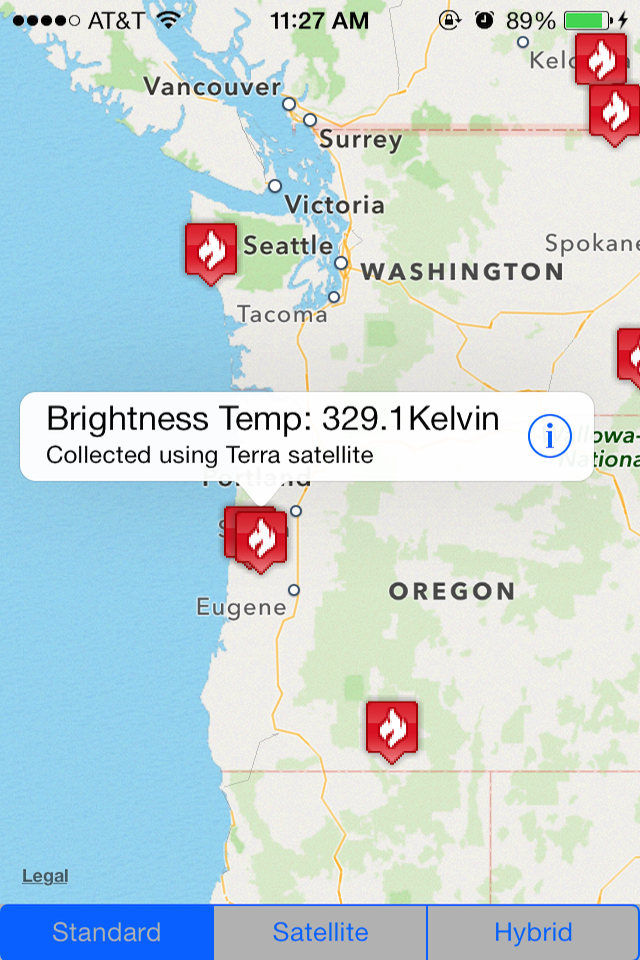 AT&T 11:27 AM 89%
Vancouver
Surrey
Victoria
Seattle
Spokane
WASHINGTON
Tacoma
Brightness Temp: 329.1Kelvin
Collected using Terra satellite
i
Portland
OREGON
Eugene
Legal
Standard Satellite Hybrid